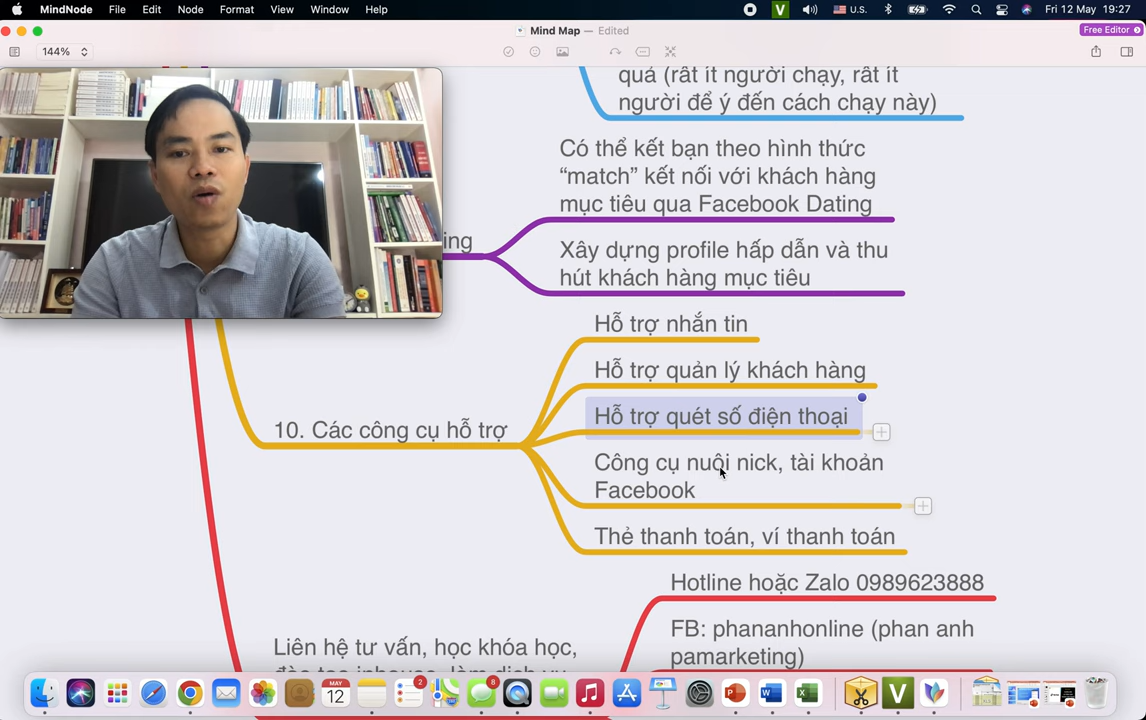 MindNode File Edit Node Format View Window Help
V U.S. Fri 12 May 19:27
Mind Map — Edited
Free Editor
144%
quả (rất ít người chạy, rất ít
người để ý đến cách chạy này)
Có thể kết bạn theo hình thức
“match” kết nối với khách hàng
mục tiêu qua Facebook Dating
ing
Xây dựng profile hấp dẫn và thu
hút khách hàng mục tiêu
Hỗ trợ nhắn tin
Hỗ trợ quản lý khách hàng
Hỗ trợ quét số điện thoại
10. Các công cụ hỗ trợ
Công cụ nuôi nick, tài khoản
Facebook
Thẻ thanh toán, ví thanh toán
Hotline hoặc Zalo 0989623888
FB: phananhonline (phan anh
pamarketing)
Liên hệ tư vấn, học khóa học,
MAY
12
2
8